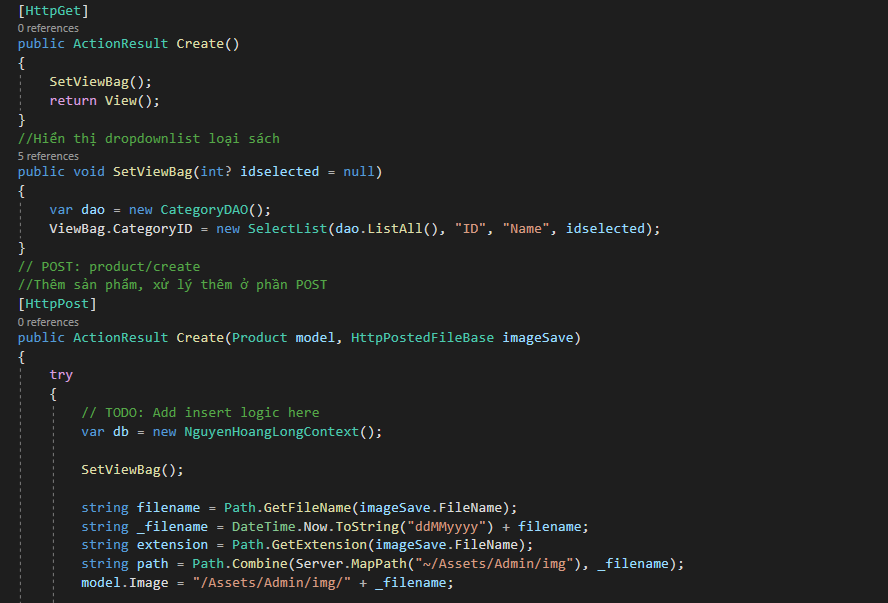 [HttpGet]
0 references
public ActionResult Create()
{
SetViewBag();
return View();
}
//Hiển thị dropdownlist loại sách
5 references
public void SetViewBag(int? idselected = null)
{
var dao = new CategoryDAO();
ViewBag.CategoryID = new SelectList(dao.ListAll(), "ID", "Name", idselected);
}
// POST: product/create
//Thêm sản phẩm, xử lý thêm ở phần POST
[HttpPost]
0 references
public ActionResult Create(Product model, HttpPostedFileBase imageSave)
{
try
{
// TODO: Add insert logic here
var db = new NguyenHoangLongContext();
SetViewBag();
string filename = Path.GetFileName(imageSave.FileName);
string _filename = DateTime.Now.ToString("ddMMyyyy") + filename;
string extension = Path.GetExtension(imageSave.FileName);
string path = Path.Combine(Server.MapPath("~/Assets/Admin/img"), _filename);
model.Image = "/Assets/Admin/img/" + _filename;